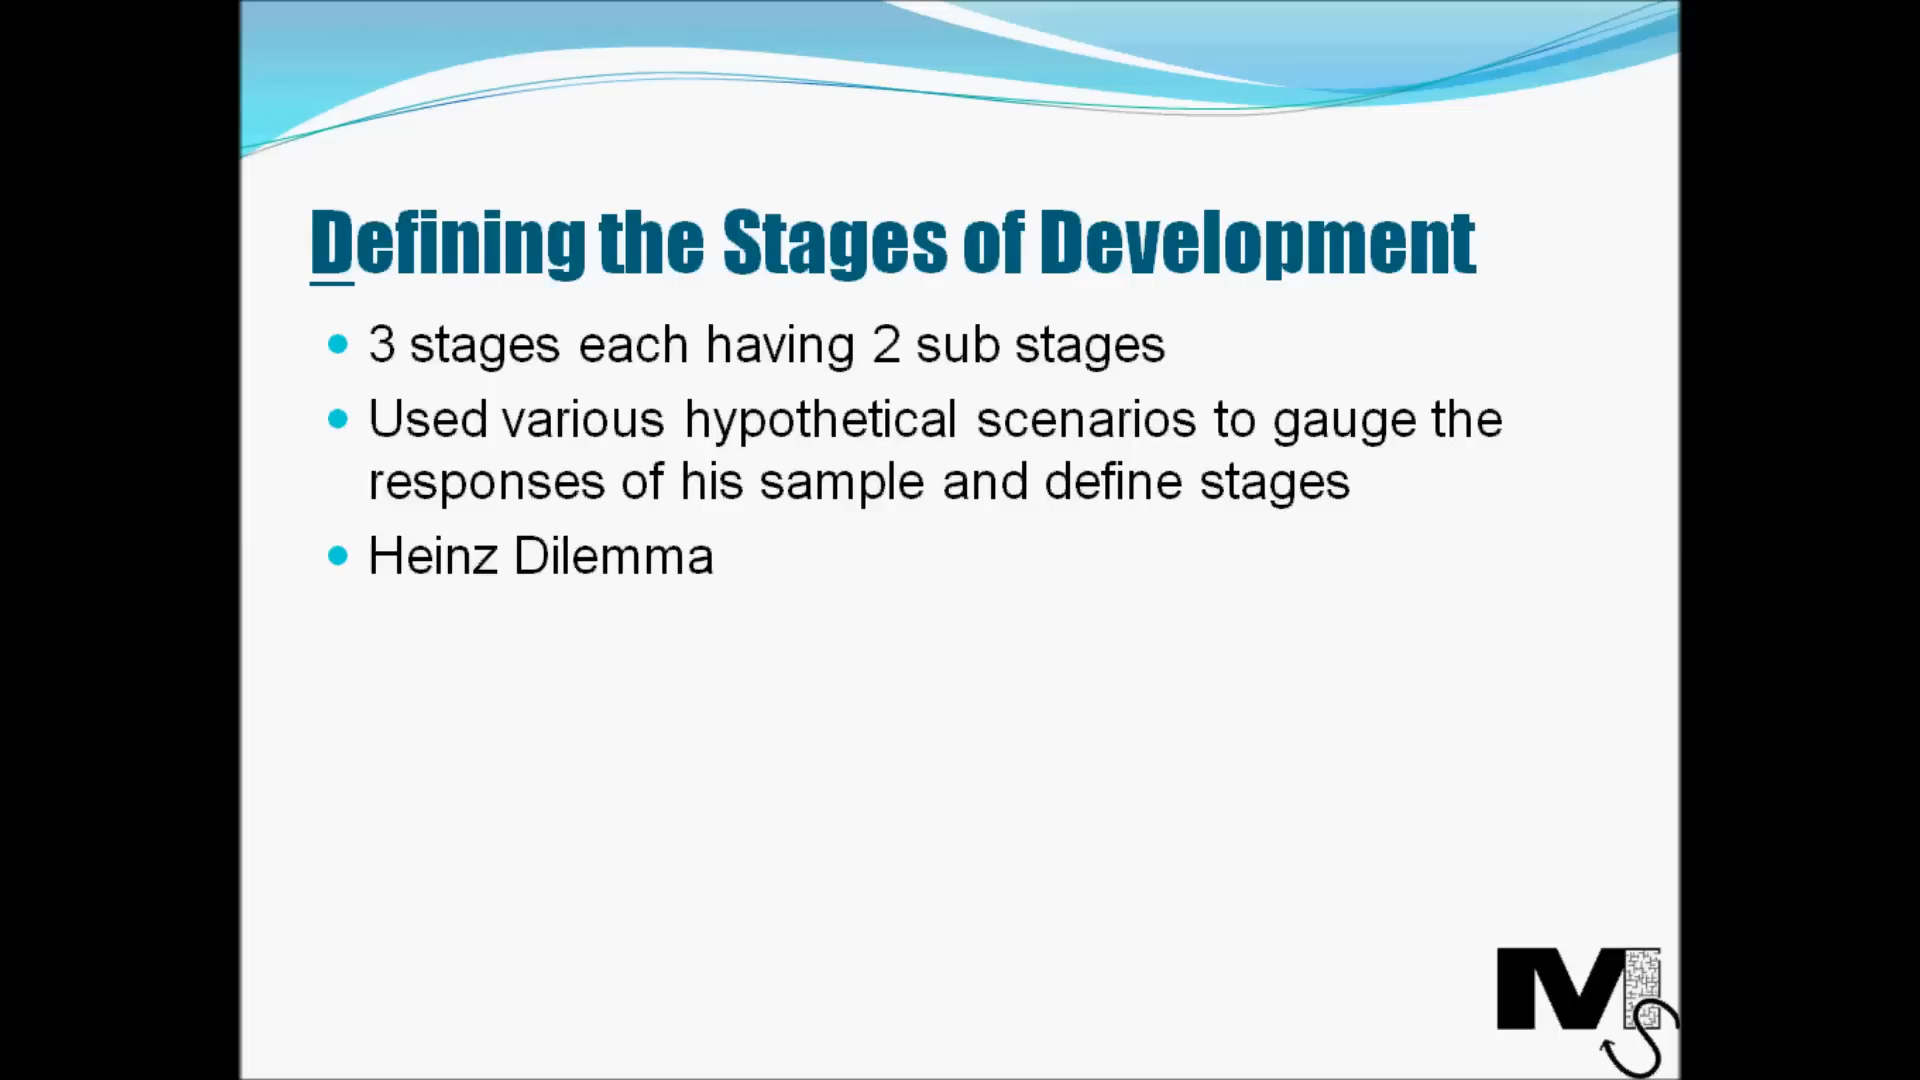 Defining the Stages of Development
3 stages each having 2 sub stages
Used various hypothetical scenarios to gauge the
responses of his sample and define stages
Heinz Dilemma
MS